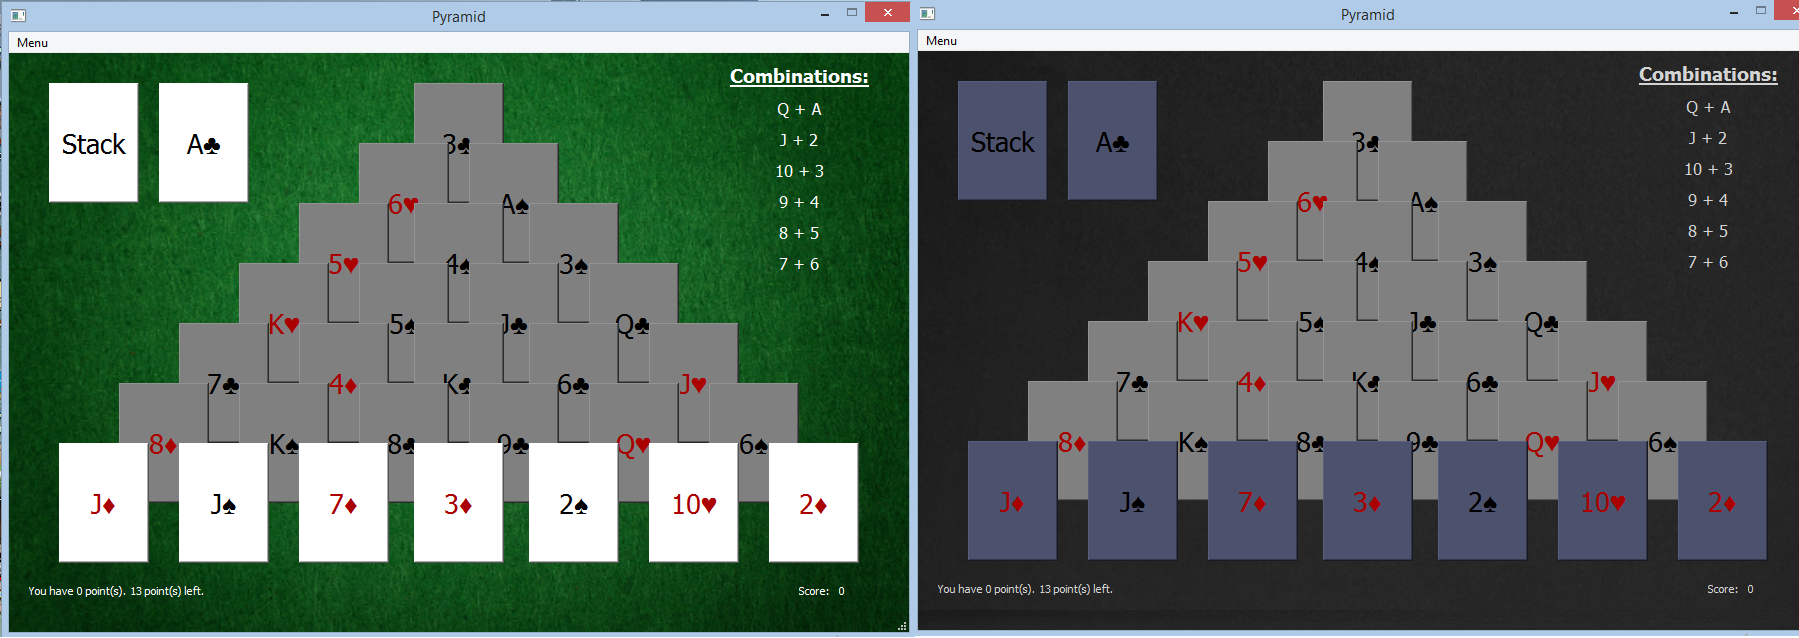 Pyramid
Menu
Combinations:
Stack
A♣
Q + A
J + 2
10 + 3
9 + 4
8 + 5
7 + 6
3♣
6♥ A♠
5♥ 4♠ 3♠
K♥ 5♠ J♣ Q♣
7♣ 4♦ K♣ 6♣ J♥
8♦ K♠ 8♣ 9♣ Q♥ 6♠
J♦ J♠ 7♦ 3♦ 2♠ 10♥ 2♦
You have 0 point(s). 13 point(s) left.
Score: 0
Pyramid
Menu
Combinations:
Stack
A♣
Q + A
J + 2
10 + 3
9 + 4
8 + 5
7 + 6
3♣
6♥ A♠
5♥ 4♠ 3♠
K♥ 5♠ J♣ Q♣
7♣ 4♦ K♣ 6♣ J♥
8♦ K♠ 8♣ 9♣ Q♥ 6♠
J♦ J♠ 7♦ 3♦ 2♠ 10♥ 2♦
You have 0 point(s). 13 point(s) left.
Score: 0